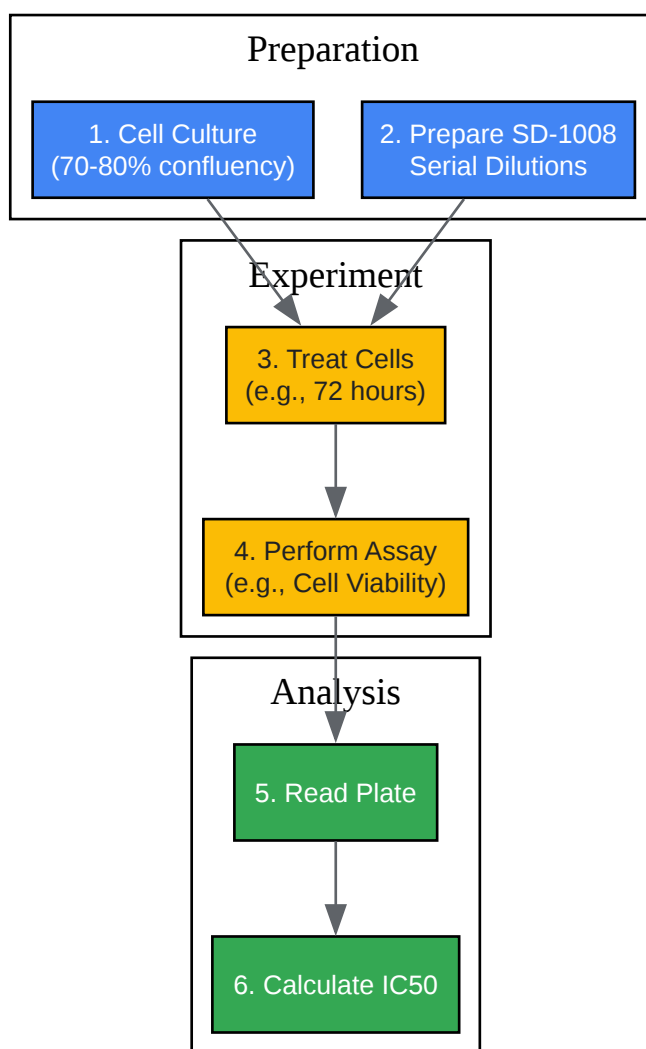 Preparation
1. Cell Culture
(70-80% confluency)
2. Prepare SD-1008
Serial Dilutions
Experiment
3. Treat Cells
(e.g., 72 hours)
4. Perform Assay
(e.g., Cell Viability)
Analysis
5. Read Plate
6. Calculate IC50